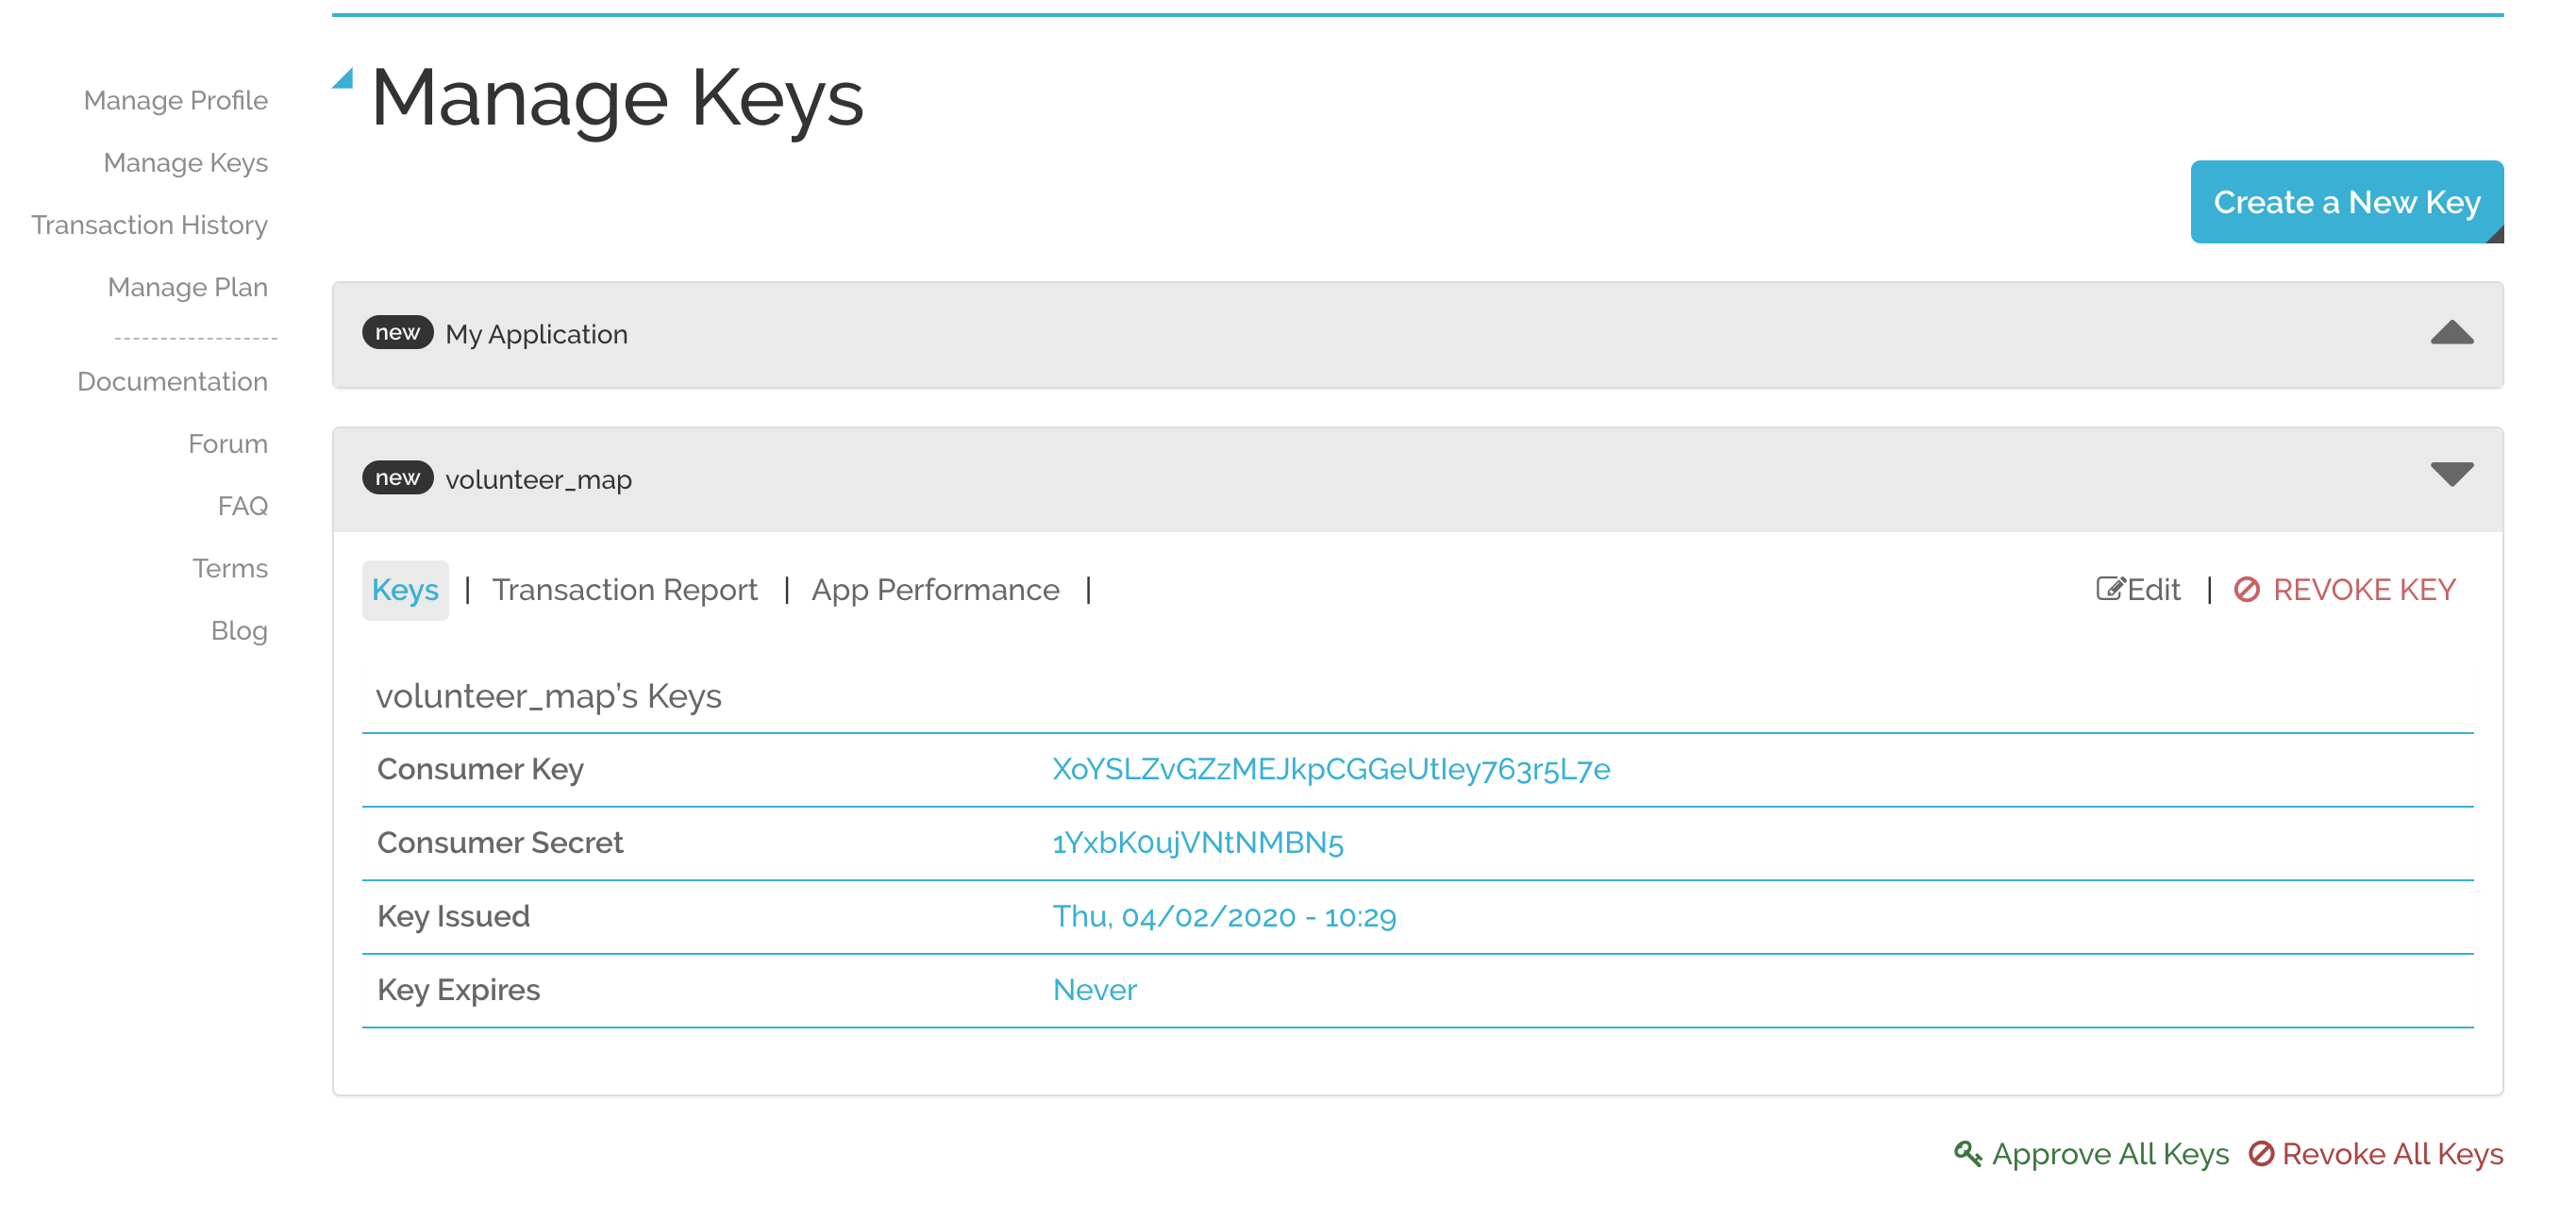 Manage Profile
Manage Keys
Transaction History
Manage Plan
Documentation
Forum
FAQ
Terms
Blog
Manage Keys
Create a New Key
new My Application
new volunteer_map
Keys | Transaction Report | App Performance |
Edit | REVOKE KEY
volunteer_map's Keys
Consumer Key XoYSLZvGZzMEJkpCGGeUtIey763r5L7e
Consumer Secret 1YxbK0ujVNtNMBN5
Key Issued Thu, 04/02/2020 - 10:29
Key Expires Never
Approve All Keys Revoke All Keys